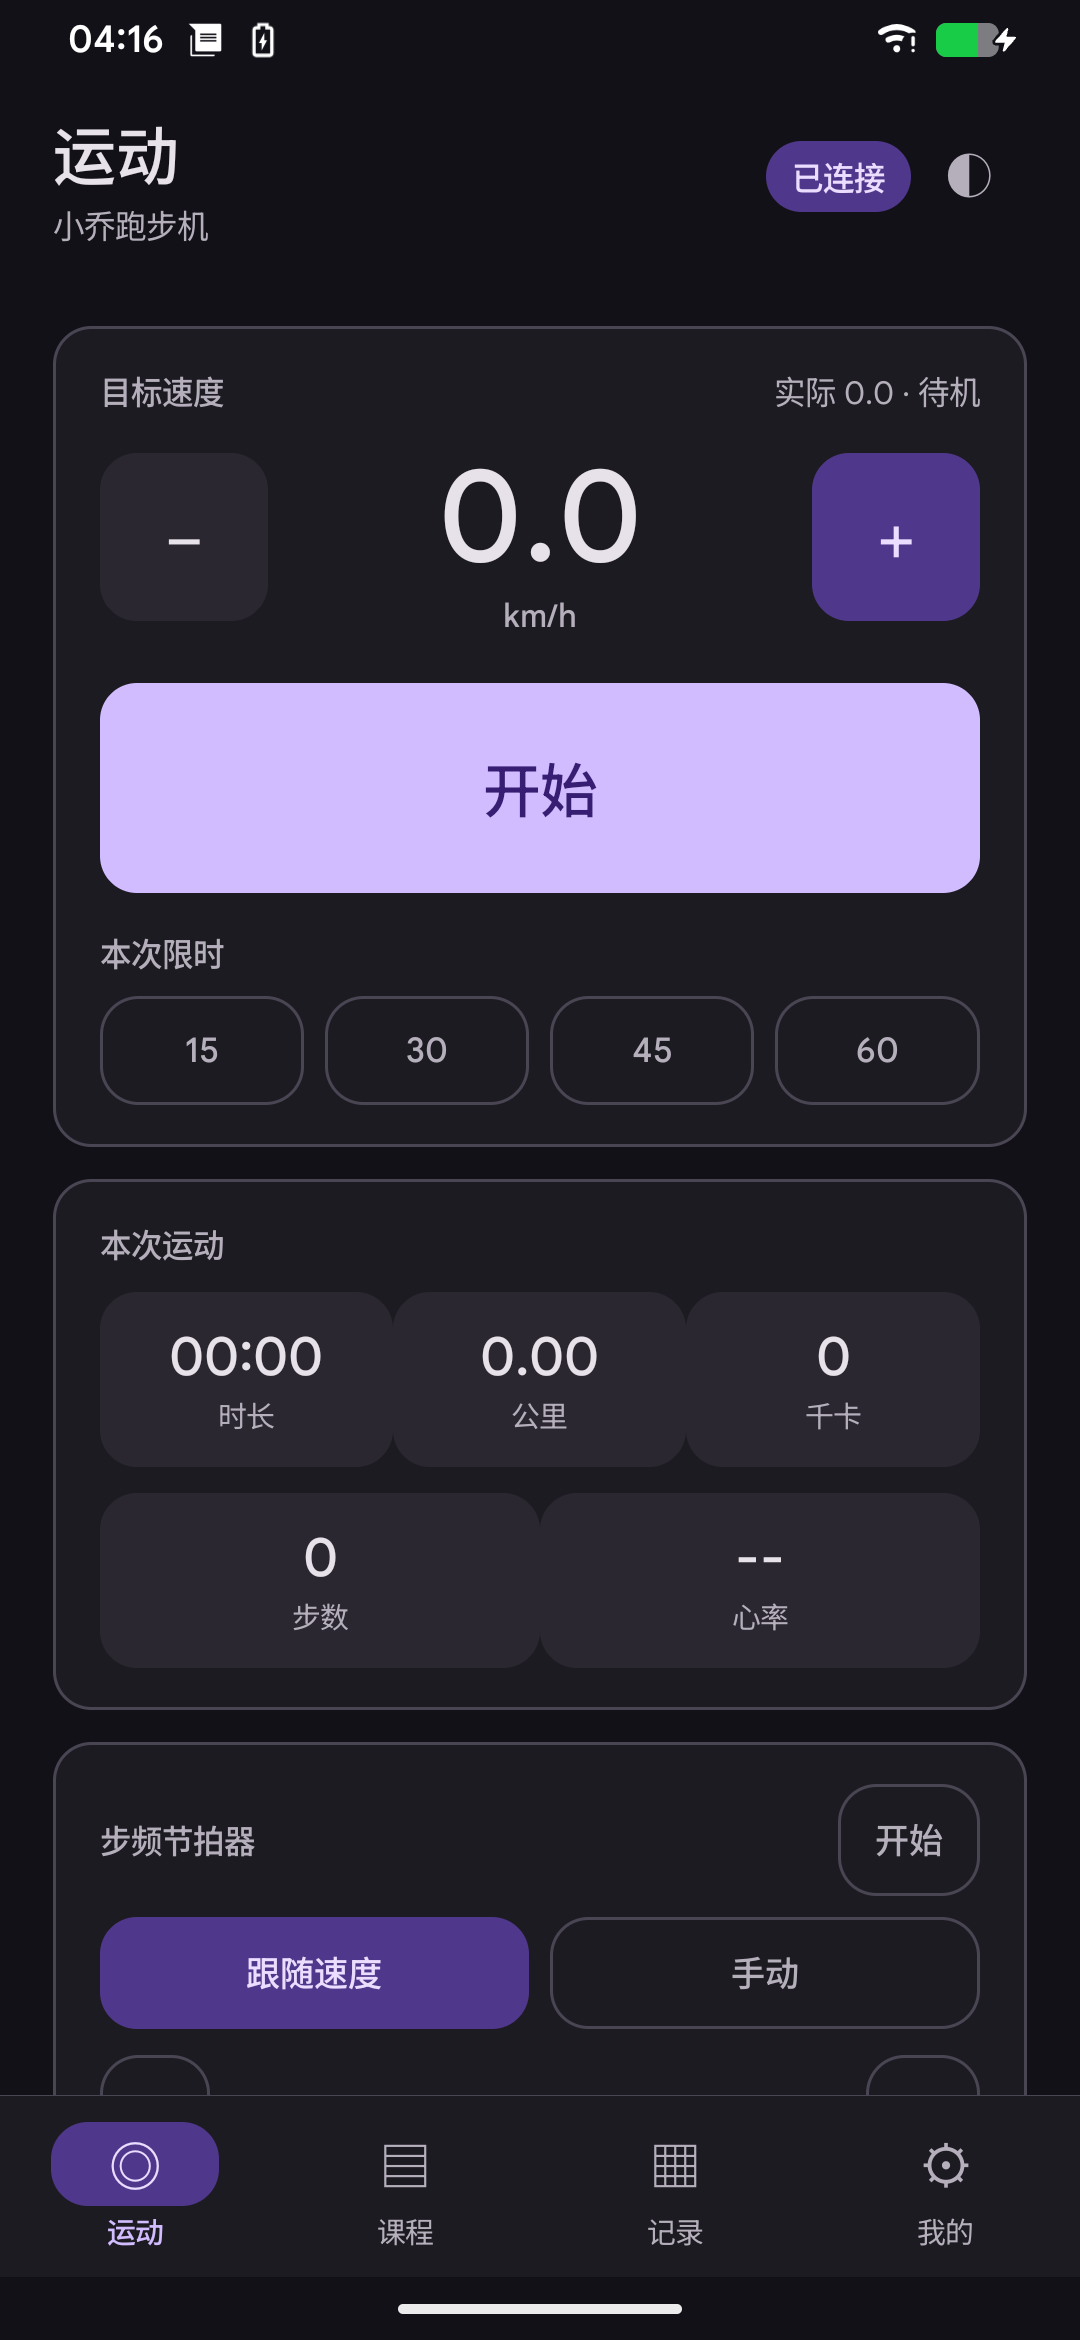 04:16
运动
小乔跑步机
已连接
目标速度
实际 0.0 · 待机
−
0.0
+
km/h
开始
本次限时
15
30
45
60
本次运动
00:00
0.00
0
时长
公里
千卡
0
--
步数
心率
步频节拍器
开始
跟随速度
手动
运动
课程
记录
我的